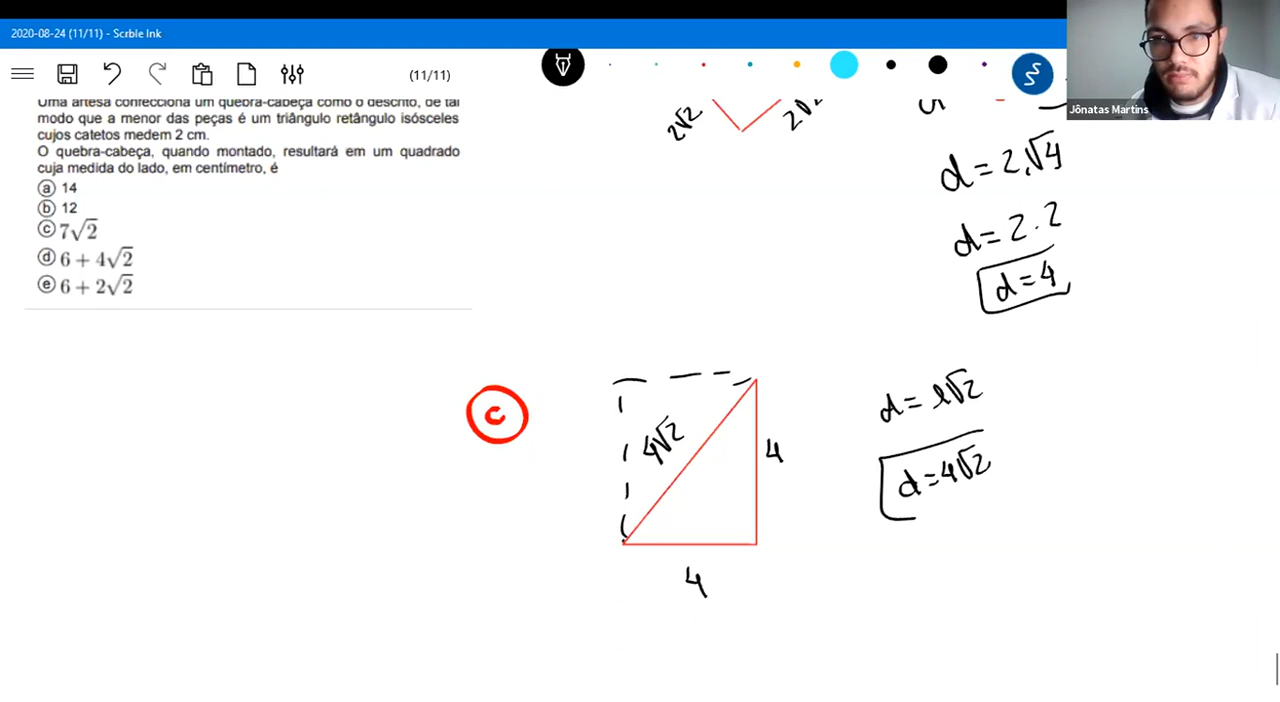 2020-08-24 (11/11) - Scrble Ink
(11/11)
Jônatas Martins
Uma artesã confecciona um quebra-cabeça como o descrito, de tal
modo que a menor das peças é um triângulo retângulo isósceles
cujos catetos medem 2 cm.
O quebra-cabeça, quando montado, resultará em um quadrado
cuja medida do lado, em centímetro, é
a 14
b 12
c 7√2
d 6 + 4√2
e 6 + 2√2
2√2
2√2
d = 2.√4
d = 2.2
d = 4
C
4√2
4
4
d = l√2
d = 4√2